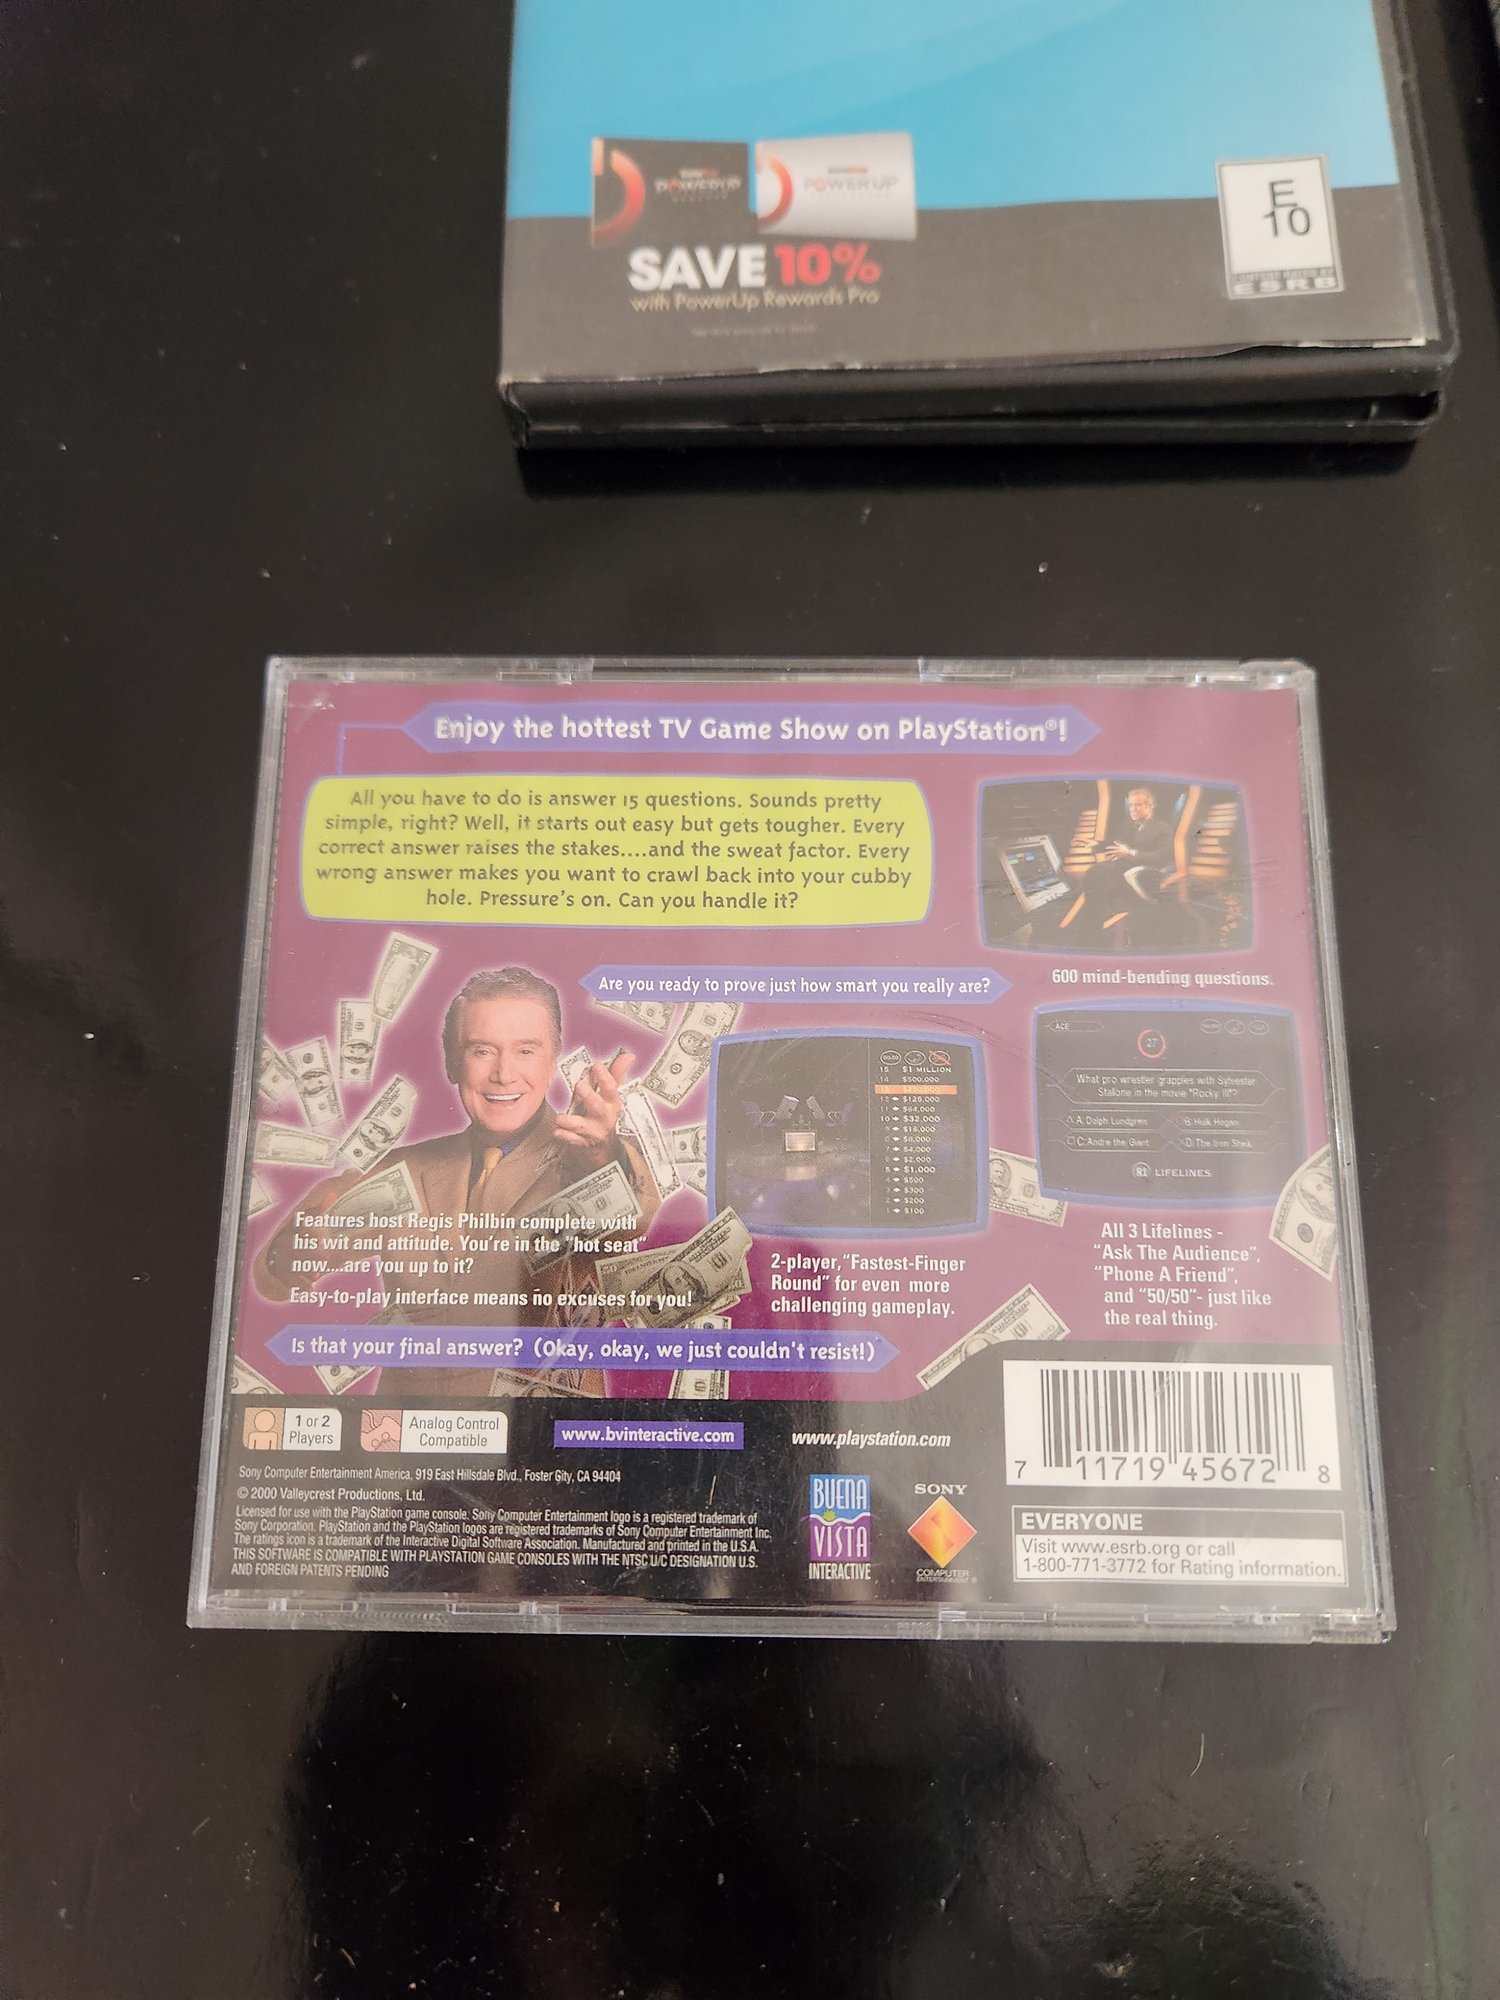 POWERUP
POWERUP
SAVE 10%
with PowerUp Rewards Pro
E
10
CONTENT RATED BY
ESRB
Enjoy the hottest TV Game Show on PlayStation®!
All you have to do is answer 15 questions. Sounds pretty
simple, right? Well, it starts out easy but gets tougher. Every
correct answer raises the stakes....and the sweat factor. Every
wrong answer makes you want to crawl back into your cubby
hole. Pressure's on. Can you handle it?
600 mind-bending questions.
Are you ready to prove just how smart you really are?
50:50
15 $1 MILLION
14 $500,000
13 $250,000
12 $125,000
11 $64,000
10 $32,000
9 $16,000
8 $8,000
7 $4,000
6 $2,000
5 $1,000
4 $500
3 $300
2 $200
1 $100
ACE
27
What pro wrestler grapples with Sylvester
Stallone in the movie "Rocky III"?
A: Dolph Lundgren
B: Hulk Hogan
C: Andre the Giant
D: The Iron Sheik
R1 LIFELINES
Features host Regis Philbin complete with
his wit and attitude. You're in the "hot seat"
now....are you up to it?
Easy-to-play interface means no excuses for you!
2-player, "Fastest-Finger
Round" for even more
challenging gameplay.
All 3 Lifelines -
"Ask The Audience",
"Phone A Friend",
and "50/50"- just like
the real thing.
Is that your final answer? (Okay, okay, we just couldn't resist!)
1 or 2
Players
Analog Control
Compatible
www.bvinteractive.com
www.playstation.com
7 11719 45672 8
Sony Computer Entertainment America, 919 East Hillsdale Blvd., Foster City, CA 94404
© 2000 Valleycrest Productions, Ltd.
Licensed for use with the PlayStation game console. Sony Computer Entertainment logo is a registered trademark of
Sony Corporation. PlayStation and the PlayStation logos are registered trademarks of Sony Computer Entertainment Inc.
The ratings icon is a trademark of the Interactive Digital Software Association. Manufactured and printed in the U.S.A.
THIS SOFTWARE IS COMPATIBLE WITH PLAYSTATION GAME CONSOLES WITH THE NTSC U/C DESIGNATION U.S.
AND FOREIGN PATENTS PENDING
BUENA
VISTA
INTERACTIVE
SONY
COMPUTER
ENTERTAINMENT
EVERYONE
Visit www.esrb.org or call
1-800-771-3772 for Rating information.